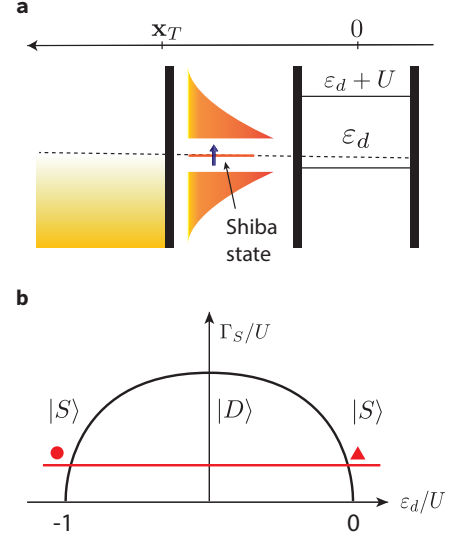 a
x_T 0
ε_d + U
ε_d
Shiba
state
b
Γ_S/U
|S⟩ |D⟩ |S⟩
ε_d/U
-1 0